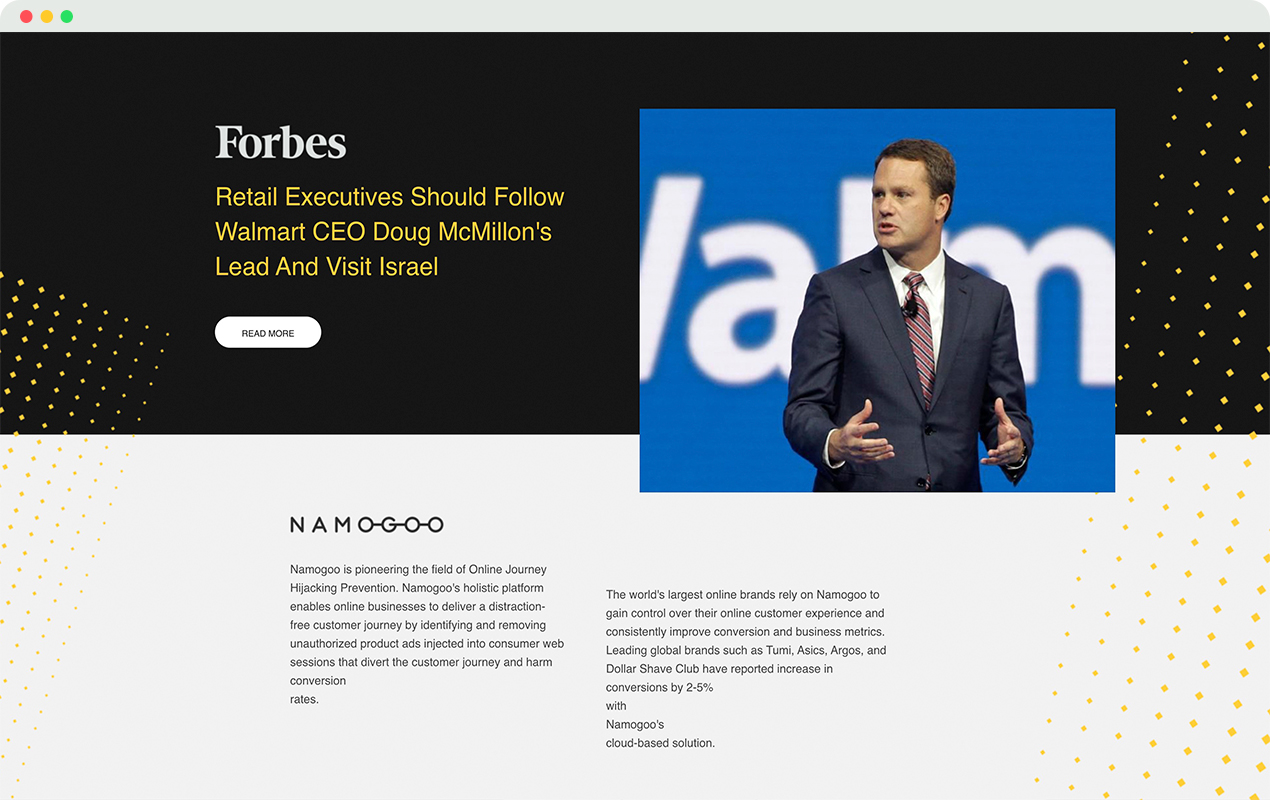 Forbes
Retail Executives Should Follow
Walmart CEO Doug McMillon's
Lead And Visit Israel
READ MORE
Walm
NAMOGOO
Namogoo is pioneering the field of Online Journey
Hijacking Prevention. Namogoo's holistic platform
enables online businesses to deliver a distraction-
free customer journey by identifying and removing
unauthorized product ads injected into consumer web
sessions that divert the customer journey and harm
conversion
rates.
The world's largest online brands rely on Namogoo to
gain control over their online customer experience and
consistently improve conversion and business metrics.
Leading global brands such as Tumi, Asics, Argos, and
Dollar Shave Club have reported increase in
conversions by 2-5%
with
Namogoo's
cloud-based solution.